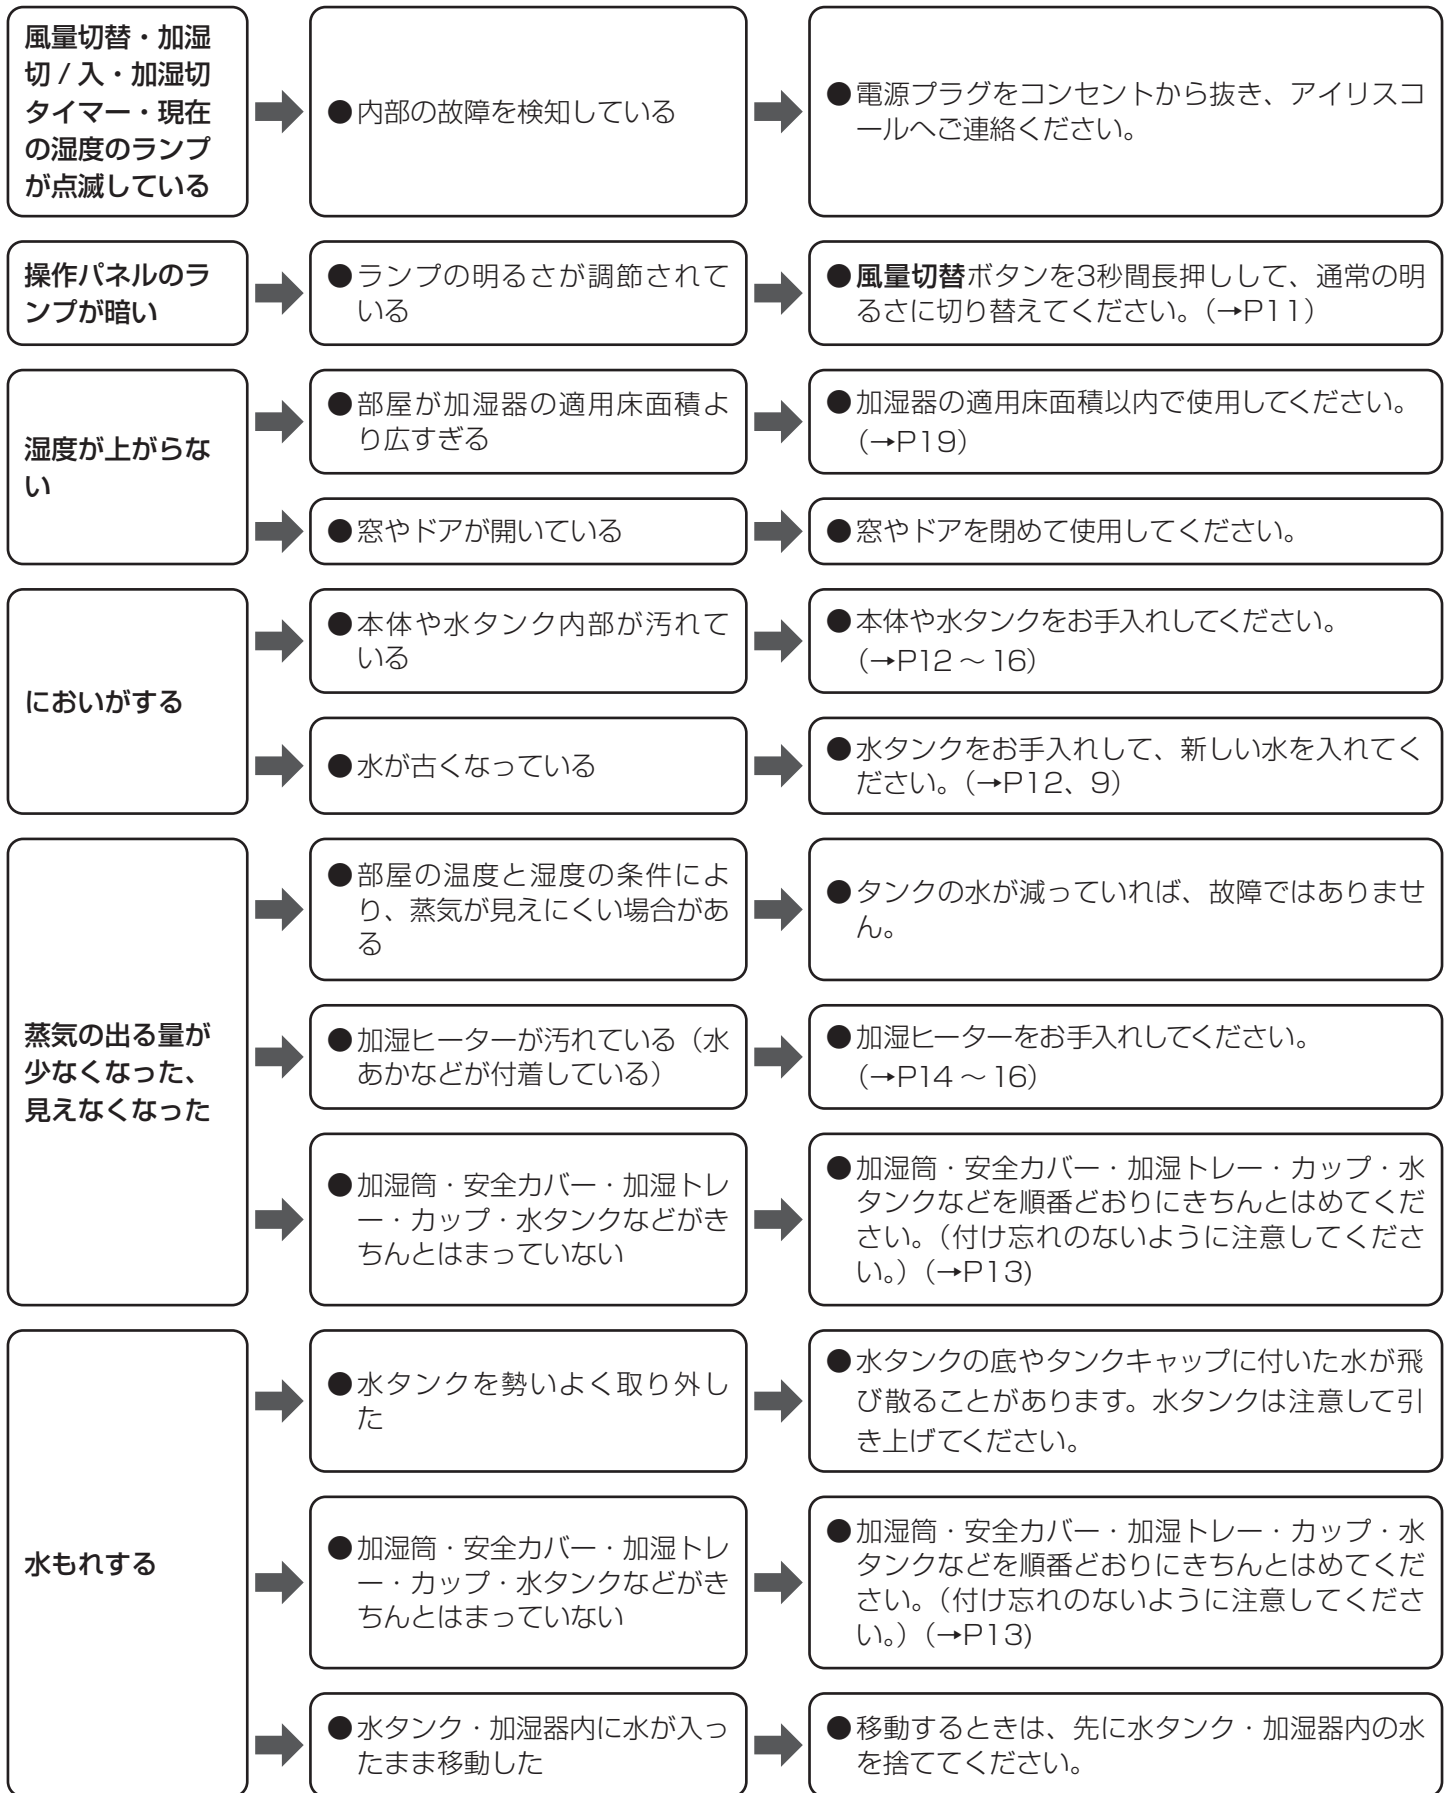 風量切替・加湿
切 / 入・加湿切
タイマー・現在
の湿度のランプ
が点滅している
●内部の故障を検知している
●電源プラグをコンセントから抜き、アイリスコ
ールへご連絡ください。
操作パネルのラ
ンプが暗い
●ランプの明るさが調節されて
いる
●風量切替ボタンを3秒間長押しして、通常の明
るさに切り替えてください。(→P11)
湿度が上がらな
い
●部屋が加湿器の適用床面積よ
り広すぎる
●加湿器の適用床面積以内で使用してください。
(→P19)
●窓やドアが開いている
●窓やドアを閉めて使用してください。
においがする
●本体や水タンク内部が汚れて
いる
●本体や水タンクをお手入れしてください。
(→P12 ～ 16)
●水が古くなっている
●水タンクをお手入れして、新しい水を入れてく
ださい。(→P12、9)
蒸気の出る量が
少なくなった、
見えなくなった
●部屋の温度と湿度の条件によ
り、蒸気が見えにくい場合があ
る
●タンクの水が減っていれば、故障ではありませ
ん。
●加湿ヒーターが汚れている（水
あかなどが付着している）
●加湿ヒーターをお手入れしてください。
(→P14 ～ 16)
●加湿筒・安全カバー・加湿トレ
ー・カップ・水タンクなどがき
ちんとはまっていない
●加湿筒・安全カバー・加湿トレー・カップ・水
タンクなどを順番どおりにきちんとはめてくだ
さい。（付け忘れのないように注意してくださ
い。）(→P13)
水もれする
●水タンクを勢いよく取り外し
た
●水タンクの底やタンクキャップに付いた水が飛
び散ることがあります。水タンクは注意して引
き上げてください。
●加湿筒・安全カバー・加湿トレ
ー・カップ・水タンクなどがき
ちんとはまっていない
●加湿筒・安全カバー・加湿トレー・カップ・水
タンクなどを順番どおりにきちんとはめてくだ
さい。（付け忘れのないように注意してくださ
い。）(→P13)
●水タンク・加湿器内に水が入っ
たまま移動した
●移動するときは、先に水タンク・加湿器内の水
を捨ててください。